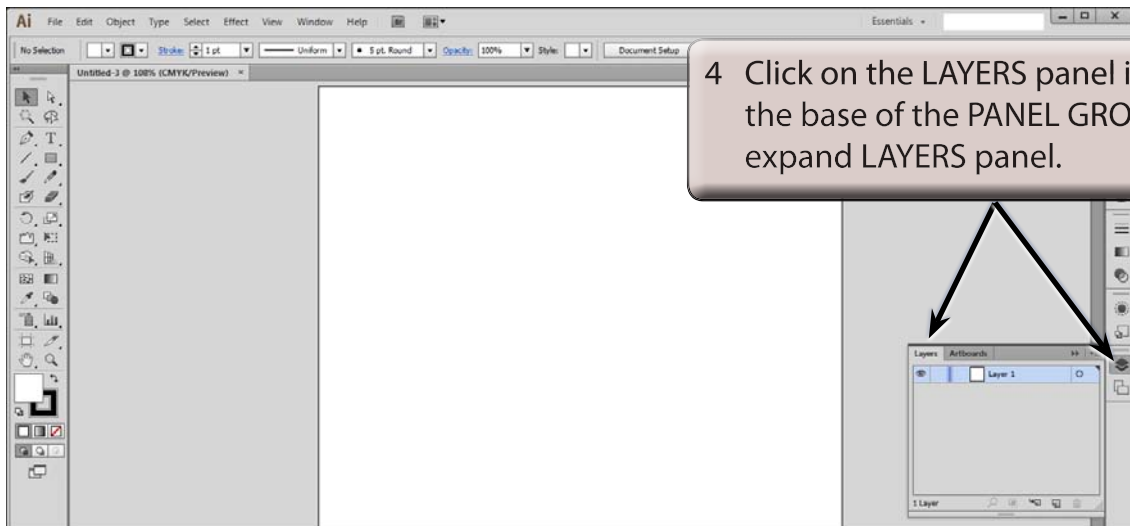 Ai File Edit Object Type Select Effect View Window Help Br Essentials
No Selection Stroke: 1 pt Uniform 5 pt. Round Opacity: 100% Style: Document Setup
Untitled-3 @ 100% (CMYK/Preview) ×
4 Click on the LAYERS panel i
the base of the PANEL GRO
expand LAYERS panel.
Layers Artboards
Layer 1
1 Layer